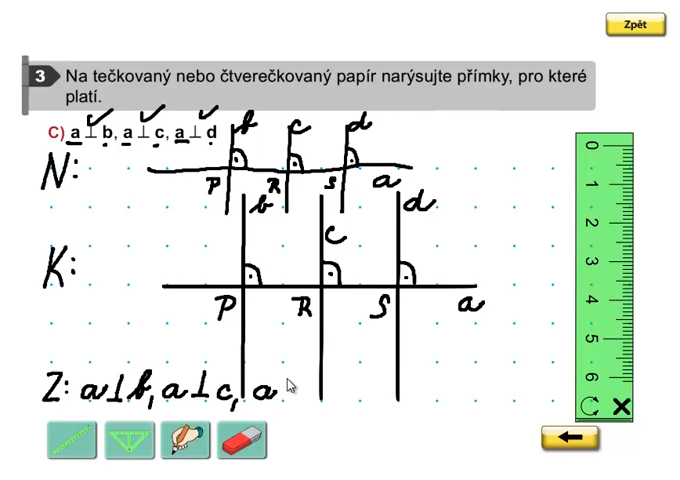 Zpět
3 Na tečkovaný nebo čtverečkovaný papír narýsujte přímky, pro které
platí.
C) a ⊥ b, a ⊥ c, a ⊥ d
b c d
N:
P R S a
b c d
K:
P R S a
Z: a ⊥ b, a ⊥ c, a
0
1
2
3
4
5
6